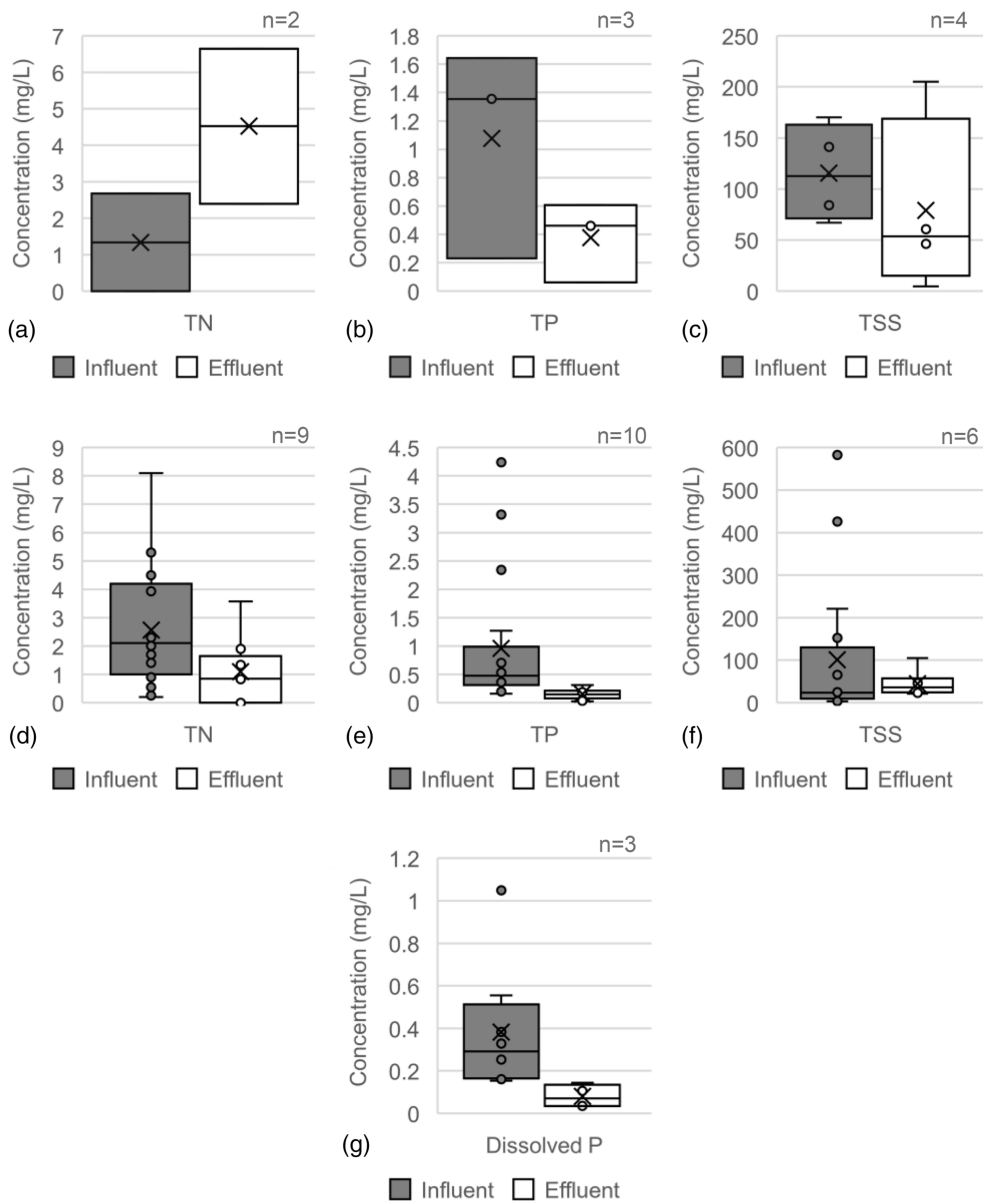 n=2
Concentration (mg/L)
7
6
5
4
3
2
1
0
TN
(a)
Influent Effluent
n=3
Concentration (mg/L)
1.8
1.6
1.4
1.2
1
0.8
0.6
0.4
0.2
0
TP
(b)
Influent Effluent
n=4
Concentration (mg/L)
250
200
150
100
50
0
TSS
(c)
Influent Effluent
n=9
Concentration (mg/L)
9
8
7
6
5
4
3
2
1
0
TN
(d)
Influent Effluent
n=10
Concentration (mg/L)
4.5
4
3.5
3
2.5
2
1.5
1
0.5
0
TP
(e)
Influent Effluent
n=6
Concentration (mg/L)
600
500
400
300
200
100
0
TSS
(f)
Influent Effluent
n=3
Concentration (mg/L)
1.2
1
0.8
0.6
0.4
0.2
0
Dissolved P
(g)
Influent Effluent